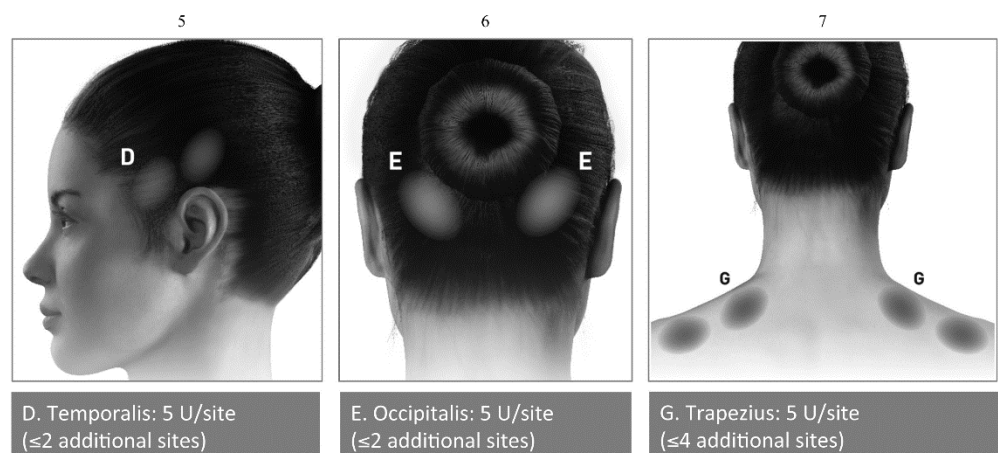 5
6
7
D
E
E
G
G
D. Temporalis: 5 U/site
(≤2 additional sites)
E. Occipitalis: 5 U/site
(≤2 additional sites)
G. Trapezius: 5 U/site
(≤4 additional sites)